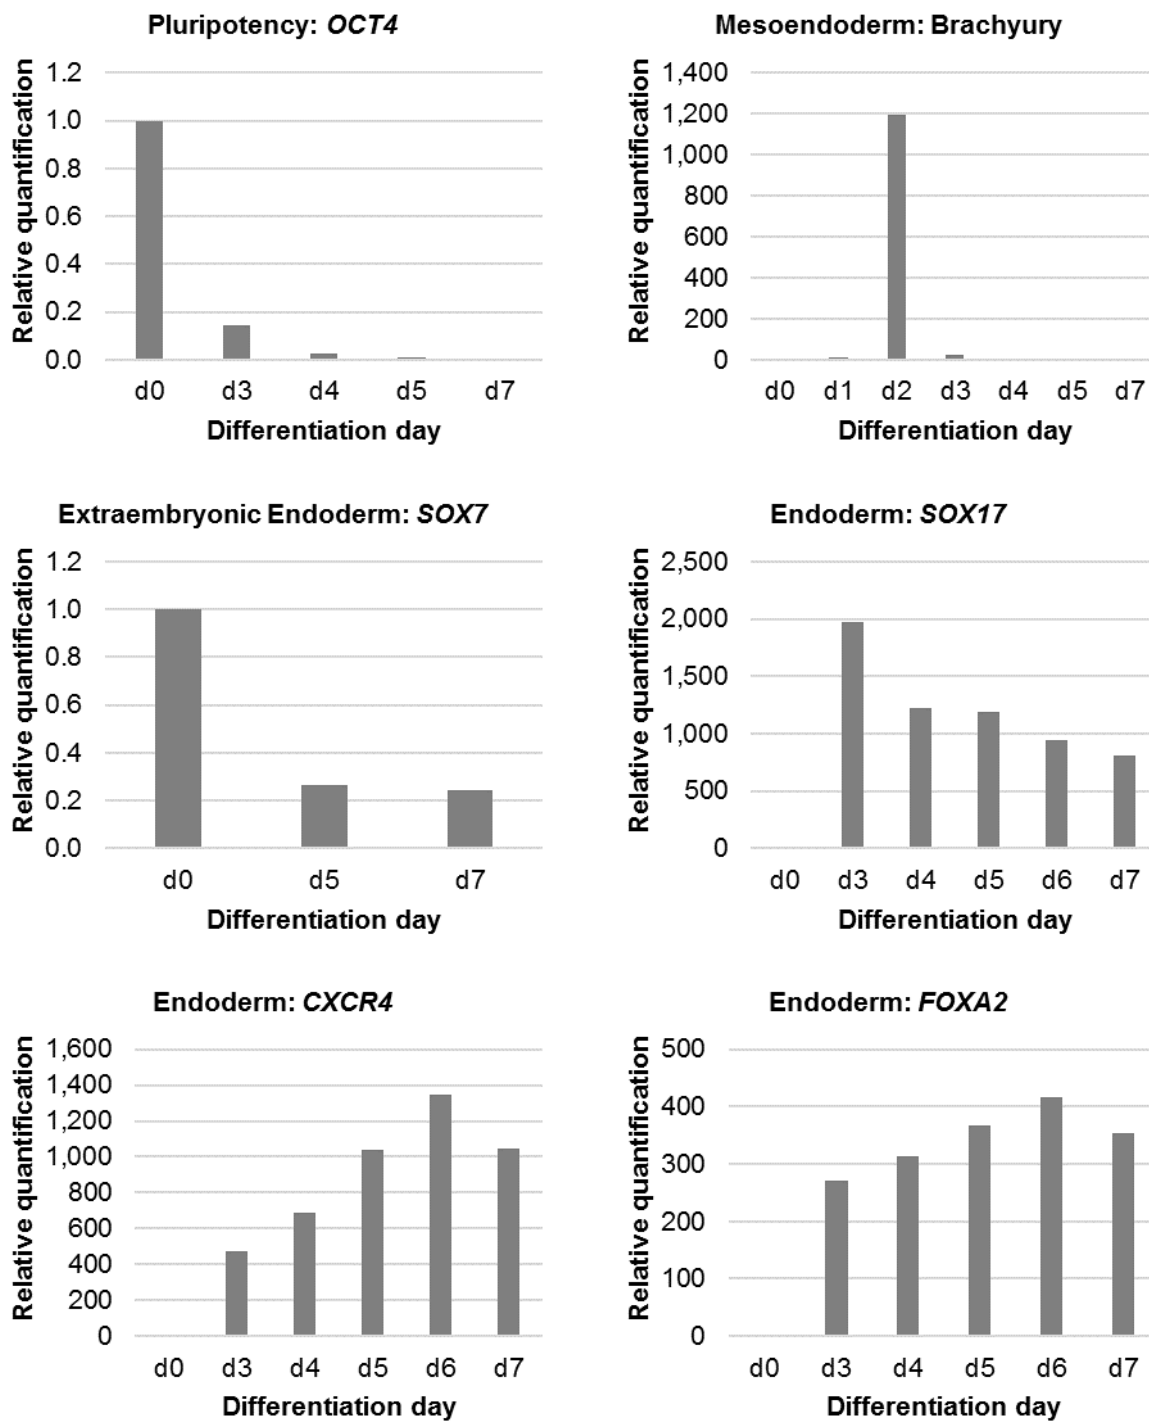 Pluripotency: OCT4
Relative quantification
1.2
1.0
0.8
0.6
0.4
0.2
0.0
d0 d3 d4 d5 d7
Differentiation day
Mesoendoderm: Brachyury
Relative quantification
1,400
1,200
1,000
800
600
400
200
0
d0 d1 d2 d3 d4 d5 d7
Differentiation day
Extraembryonic Endoderm: SOX7
Relative quantification
1.2
1.0
0.8
0.6
0.4
0.2
0.0
d0 d5 d7
Differentiation day
Endoderm: SOX17
Relative quantification
2,500
2,000
1,500
1,000
500
0
d0 d3 d4 d5 d6 d7
Differentiation day
Endoderm: CXCR4
Relative quantification
1,600
1,400
1,200
1,000
800
600
400
200
0
d0 d3 d4 d5 d6 d7
Differentiation day
Endoderm: FOXA2
Relative quantification
500
400
300
200
100
0
d0 d3 d4 d5 d6 d7
Differentiation day